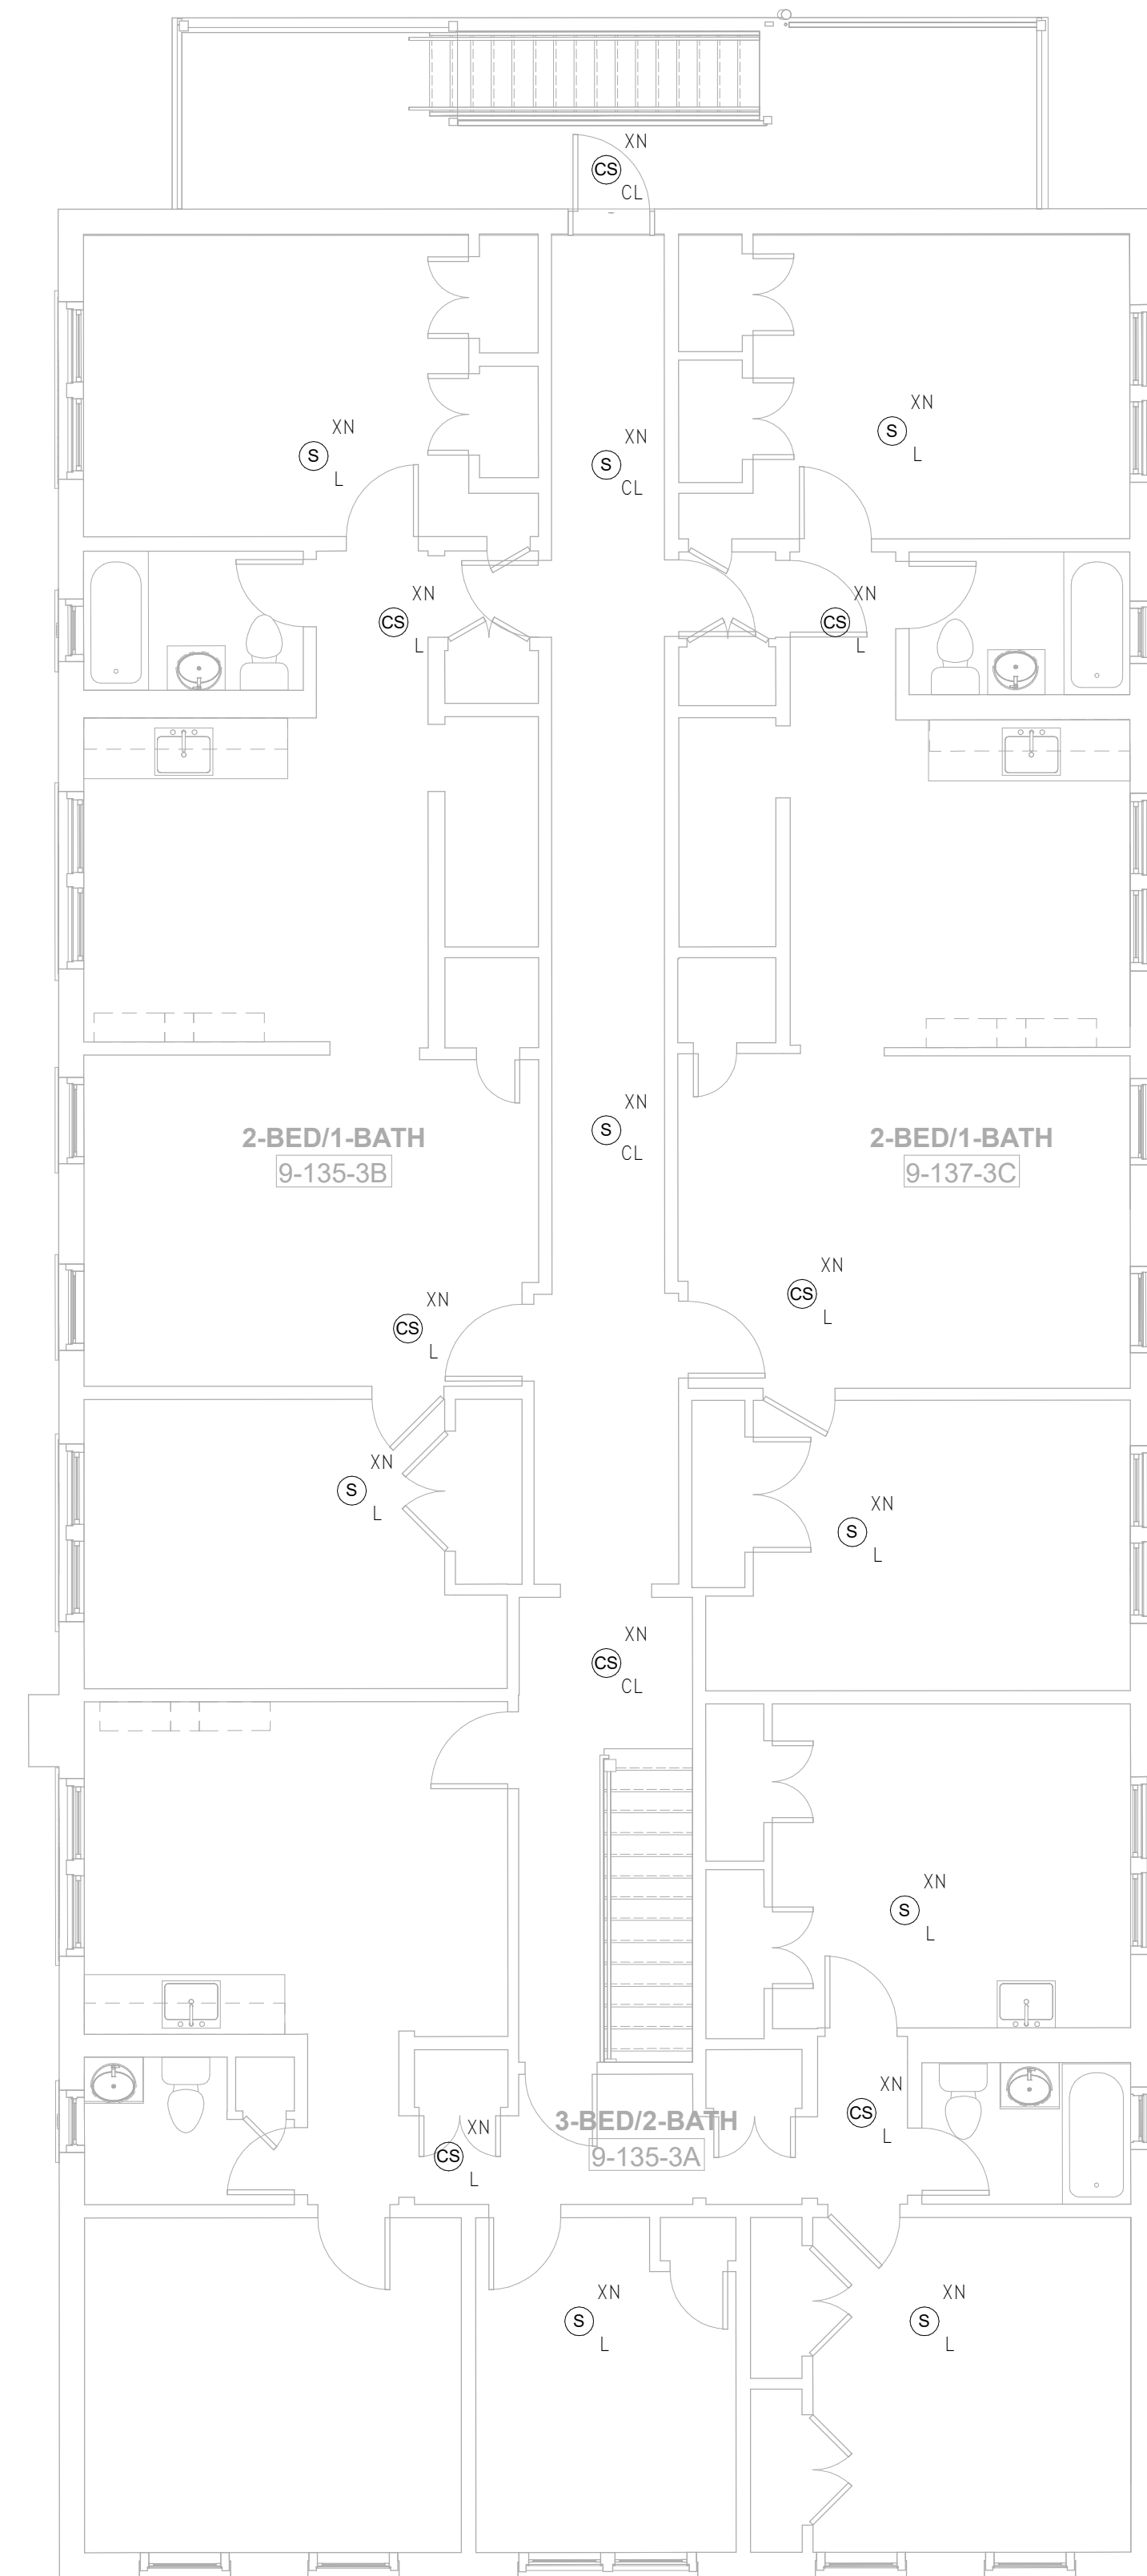 XN
CS
CL
XN
S
L
XN
S
CL
XN
S
L
XN
CS
L
XN
CS
L
XN
S
CL
2-BED/1-BATH
9-135-3B
2-BED/1-BATH
9-137-3C
XN
CS
L
XN
CS
L
XN
S
L
XN
S
L
XN
CS
CL
XN
S
L
3-BED/2-BATH
9-135-3A
XN
CS
L
XN
CS
L
XN
S
L
XN
S
L